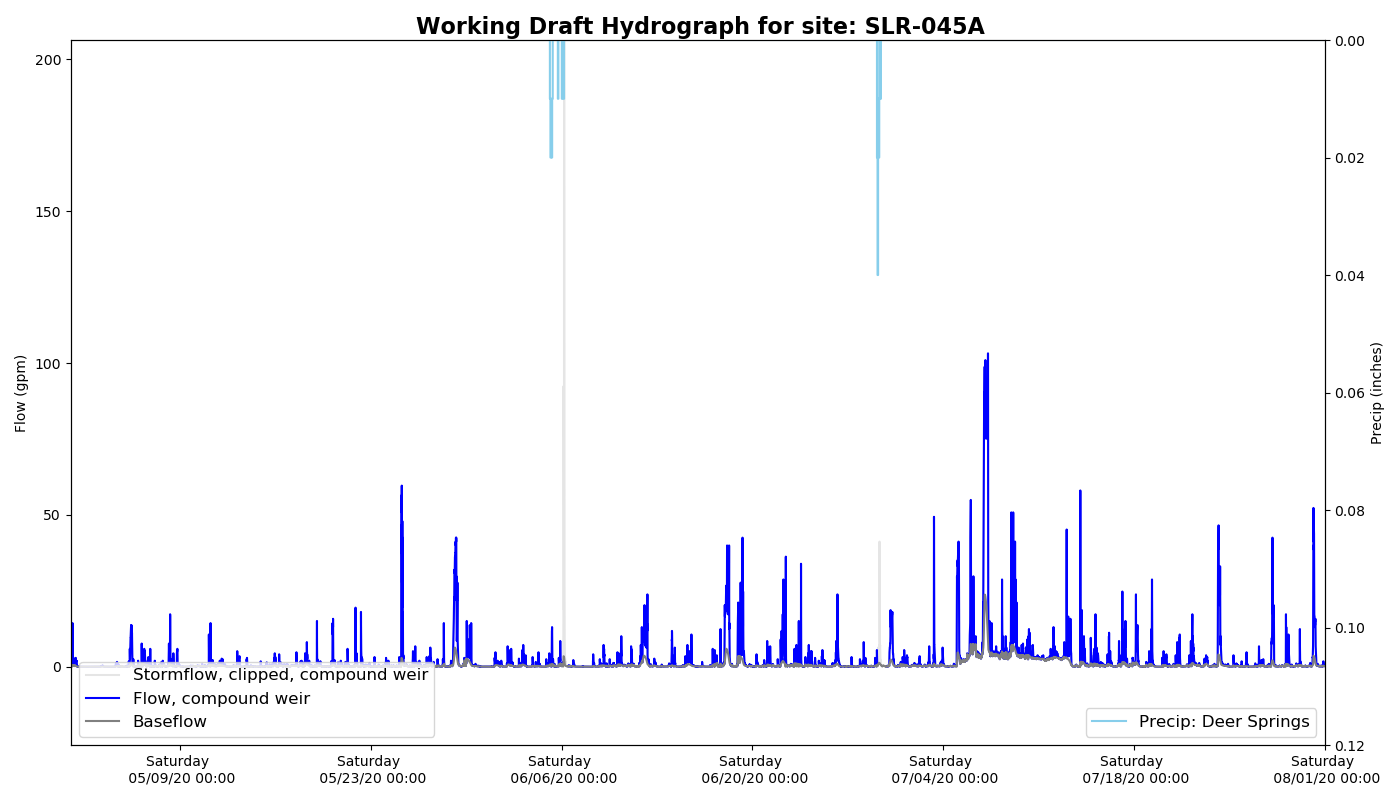 Working Draft Hydrograph for site: SLR-045A
200
150
100
50
0
Flow (gpm)
0.00
0.02
0.04
0.06
0.08
0.10
0.12
Precip (inches)
Stormflow, clipped, compound weir
Flow, compound weir
Baseflow
Precip: Deer Springs
Saturday
05/09/20 00:00
Saturday
05/23/20 00:00
Saturday
06/06/20 00:00
Saturday
06/20/20 00:00
Saturday
07/04/20 00:00
Saturday
07/18/20 00:00
Saturday
08/01/20 00:00